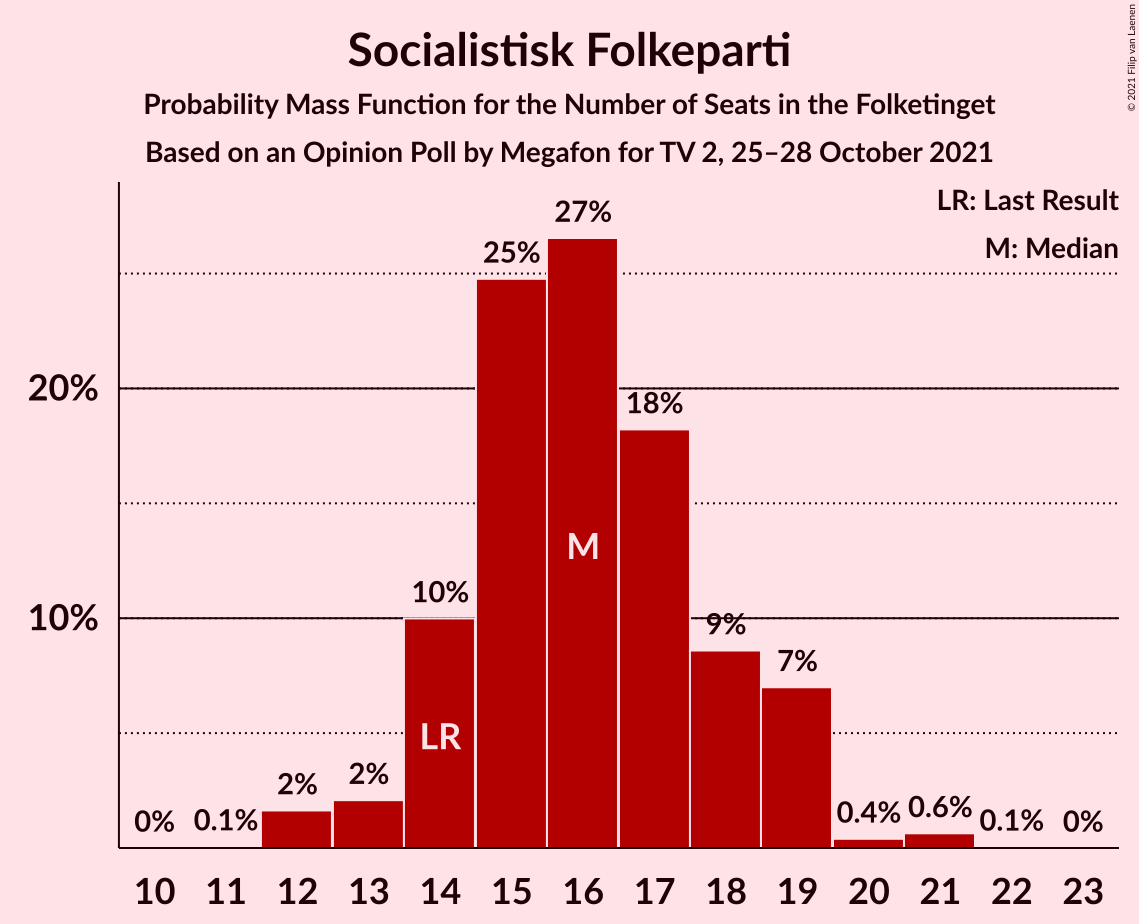 Socialistisk Folkeparti
Probability Mass Function for the Number of Seats in the Folketinget
Based on an Opinion Poll by Megafon for TV 2, 25–28 October 2021
© 2021 Filip van Laenen
LR: Last Result
M: Median
20%
10%
0%
0.1%
2%
2%
10%
25%
27%
18%
9%
7%
0.4%
0.6%
0.1%
0%
LR
M
10 11 12 13 14 15 16 17 18 19 20 21 22 23